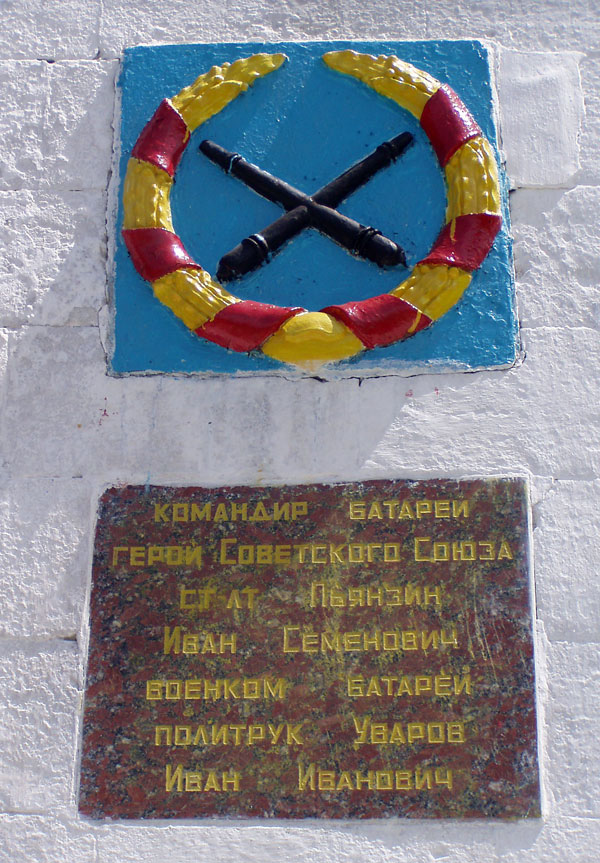 КОМАНДИР БАТАРЕИ
ГЕРОЙ СОВЕТСКОГО СОЮЗА
СТ ЛТ ПЬЯНЗИН
ИВАН СЕМЕНОВИЧ
ВОЕНКОМ БАТАРЕИ
ПОЛИТРУК УВАРОВ
ИВАН ИВАНОВИЧ